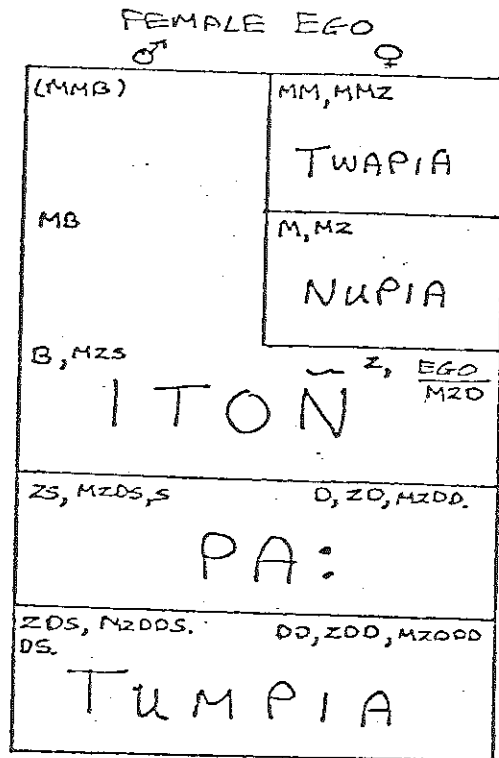 FEMALE EGO
♂ ♀
(MMB) MM, MMZ
TWAPIA
MB M, MZ
NUPIA
B, MZS Z, EGO
MZD
ITOÑ
ZS, MZDS, S D, ZD, MZDD.
PA:
ZDS, MZDDS. DD, ZDD, MZDDD
DS.
TUMPIA